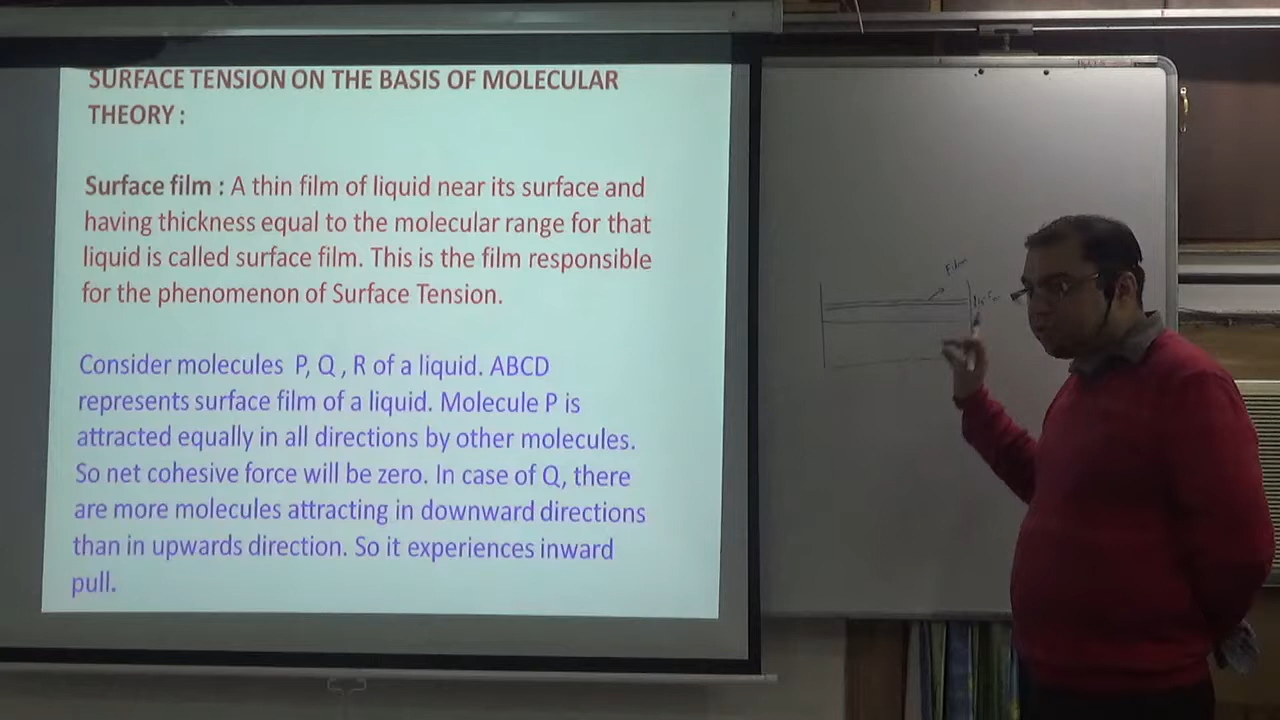 SURFACE TENSION ON THE BASIS OF MOLECULAR
THEORY :
Surface film : A thin film of liquid near its surface and
having thickness equal to the molecular range for that
liquid is called surface film. This is the film responsible
for the phenomenon of Surface Tension.
Consider molecules P, Q , R of a liquid. ABCD
represents surface film of a liquid. Molecule P is
attracted equally in all directions by other molecules.
So net cohesive force will be zero. In case of Q, there
are more molecules attracting in downward directions
than in upwards direction. So it experiences inward
pull.
Film